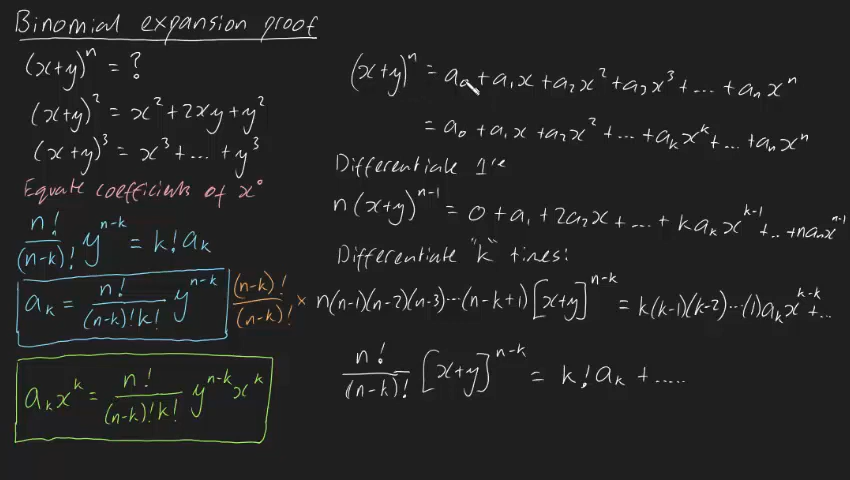 Binomial expansion proof
(x+y)^n = ?
(x+y)^2 = x^2 + 2xy + y^2
(x+y)^3 = x^3 + ... + y^3
Equate coefficients of x^0
n!/(n-k)! y^{n-k} = k! a_k
a_k = n!/((n-k)! k!) y^{n-k}
a_k x^k = n!/((n-k)! k!) y^{n-k} x^k
(x+y)^n = a_0 + a_1 x + a_2 x^2 + a_3 x^3 + ... + a_n x^n
= a_0 + a_1 x + a_2 x^2 + ... + a_k x^k + ... + a_n x^n
Differentiate 1^{re}
n(x+y)^{n-1} = 0 + a_1 + 2a_2 x + ... + k a_k x^{k-1} + .. + n a_n x^{n-1}
Differentiate "k" times:
(n-k)!/(n-k)! × n(n-1)(n-2)(n-3)...(n-k+1) [x+y]^{n-k} = k(k-1)(k-2)...(1) a_k x^{k-k} + ...
n!/(n-k)! [x+y]^{n-k} = k! a_k + .....